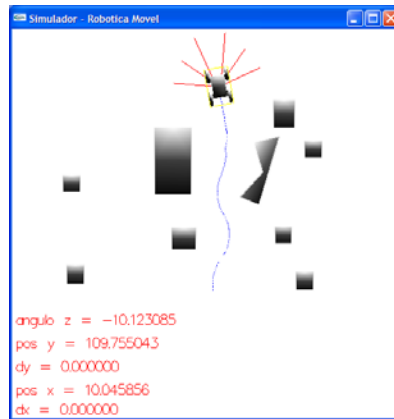 Simulador - Robotica Movel
angulo z = -10.123085
pos y = 109.755043
dy = 0.000000
pos x = 10.045856
dx = 0.000000